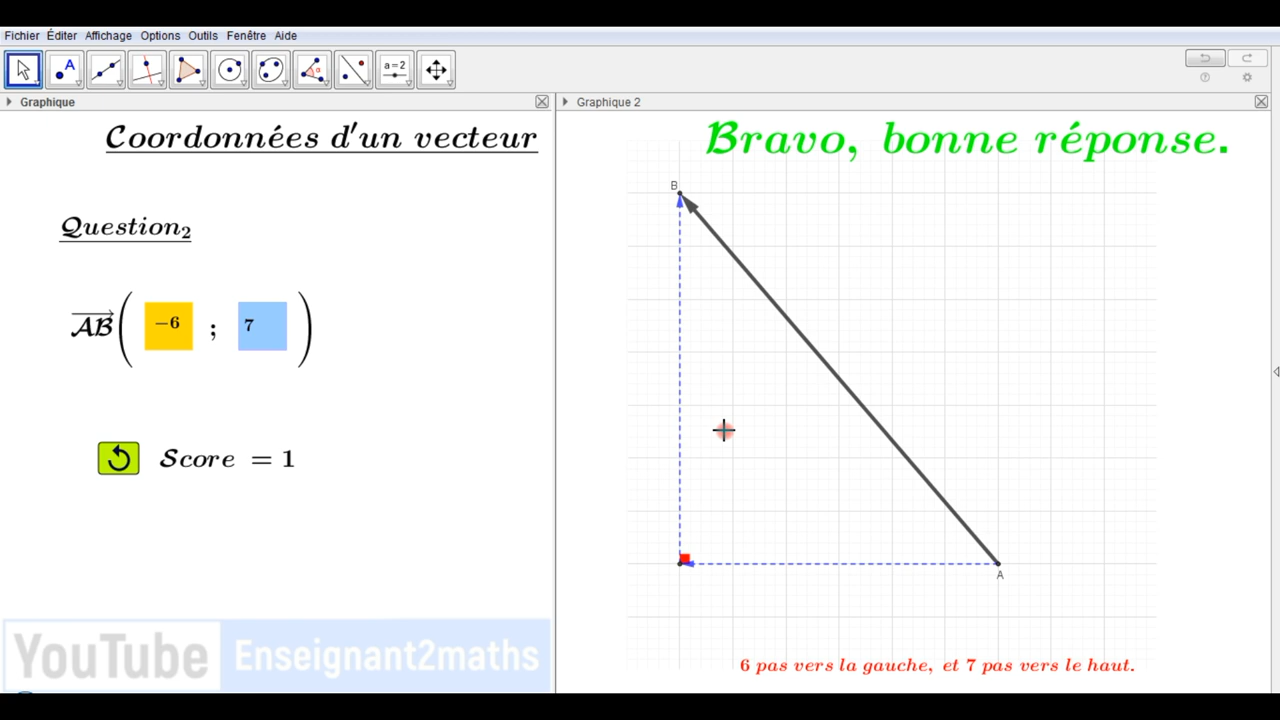 Fichier Éditer Affichage Options Outils Fenêtre Aide
A
α
a = 2
Graphique
Graphique 2
Coordonnées d'un vecteur
Bravo, bonne réponse.
Question2
AB ( −6 ; 7 )
Score = 1
B
A
6 pas vers la gauche, et 7 pas vers le haut.
YouTube Enseignant2maths